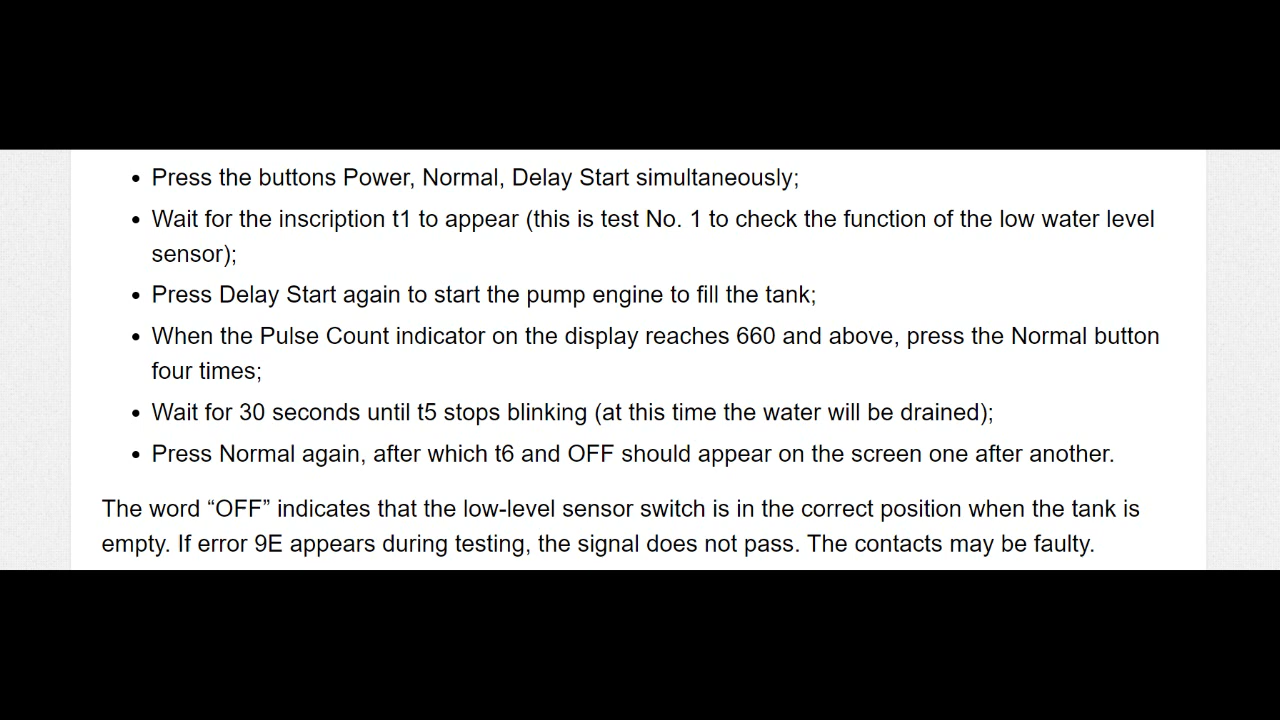 • Press the buttons Power, Normal, Delay Start simultaneously;
• Wait for the inscription t1 to appear (this is test No. 1 to check the function of the low water level
sensor);
• Press Delay Start again to start the pump engine to fill the tank;
• When the Pulse Count indicator on the display reaches 660 and above, press the Normal button
four times;
• Wait for 30 seconds until t5 stops blinking (at this time the water will be drained);
• Press Normal again, after which t6 and OFF should appear on the screen one after another.
The word “OFF” indicates that the low-level sensor switch is in the correct position when the tank is
empty. If error 9E appears during testing, the signal does not pass. The contacts may be faulty.